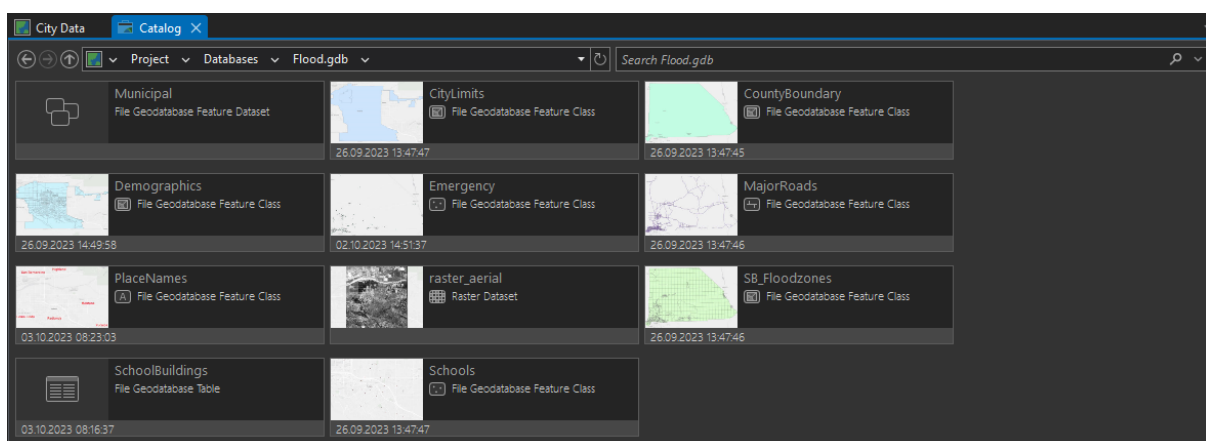 City Data
Catalog
Project
Databases
Flood.gdb
Search Flood.gdb
Municipal
File Geodatabase Feature Dataset
CityLimits
File Geodatabase Feature Class
26.09.2023 13:47:47
CountyBoundary
File Geodatabase Feature Class
26.09.2023 13:47:45
Demographics
File Geodatabase Feature Class
26.09.2023 14:49:58
Emergency
File Geodatabase Feature Class
02.10.2023 14:51:37
MajorRoads
File Geodatabase Feature Class
26.09.2023 13:47:46
PlaceNames
A File Geodatabase Feature Class
03.10.2023 08:23:03
raster_aerial
Raster Dataset
SB_Floodzones
File Geodatabase Feature Class
26.09.2023 13:47:46
SchoolBuildings
File Geodatabase Table
03.10.2023 08:16:37
Schools
File Geodatabase Feature Class
26.09.2023 13:47:47